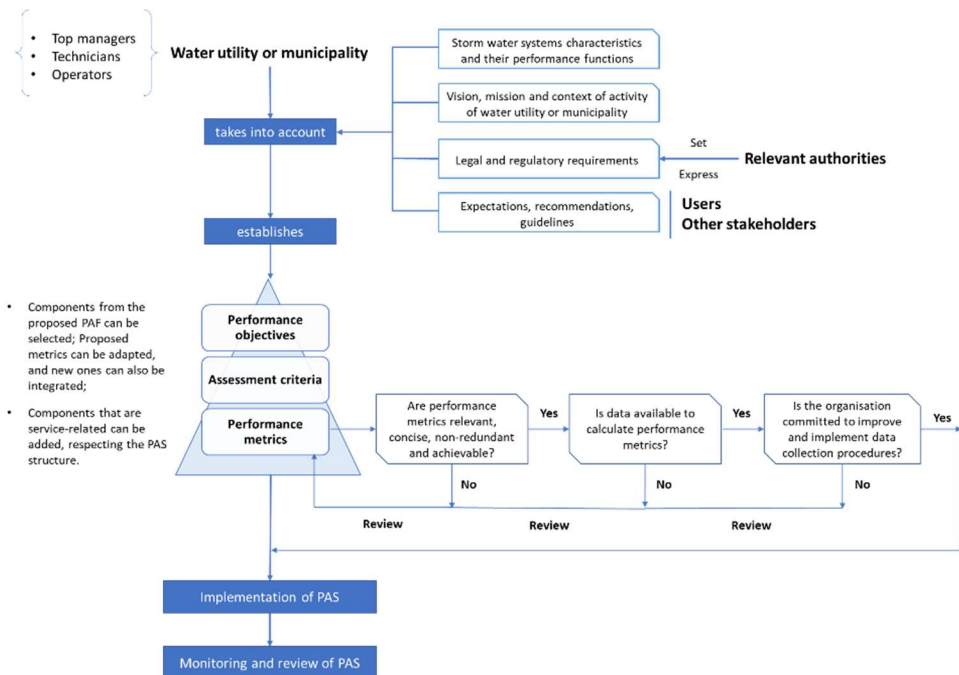 • Top managers
• Technicians
• Operators
Water utility or municipality
takes into account
Storm water systems characteristics
and their performance functions
Vision, mission and context of activity
of water utility or municipality
Legal and regulatory requirements
Set
Express
Relevant authorities
Expectations, recommendations,
guidelines
Users
Other stakeholders
establishes
• Components from the
proposed PAF can be
selected; Proposed
metrics can be adapted,
and new ones can also be
integrated;
• Components that are
service-related can be
added, respecting the PAS
structure.
Performance
objectives
Assessment criteria
Performance
metrics
Are performance
metrics relevant,
concise, non-redundant
and achievable?
Yes
No
Is data available to
calculate performance
metrics?
Yes
No
Is the organisation
committed to improve
and implement data
collection procedures?
Yes
No
Review
Review
Review
Implementation of PAS
Monitoring and review of PAS